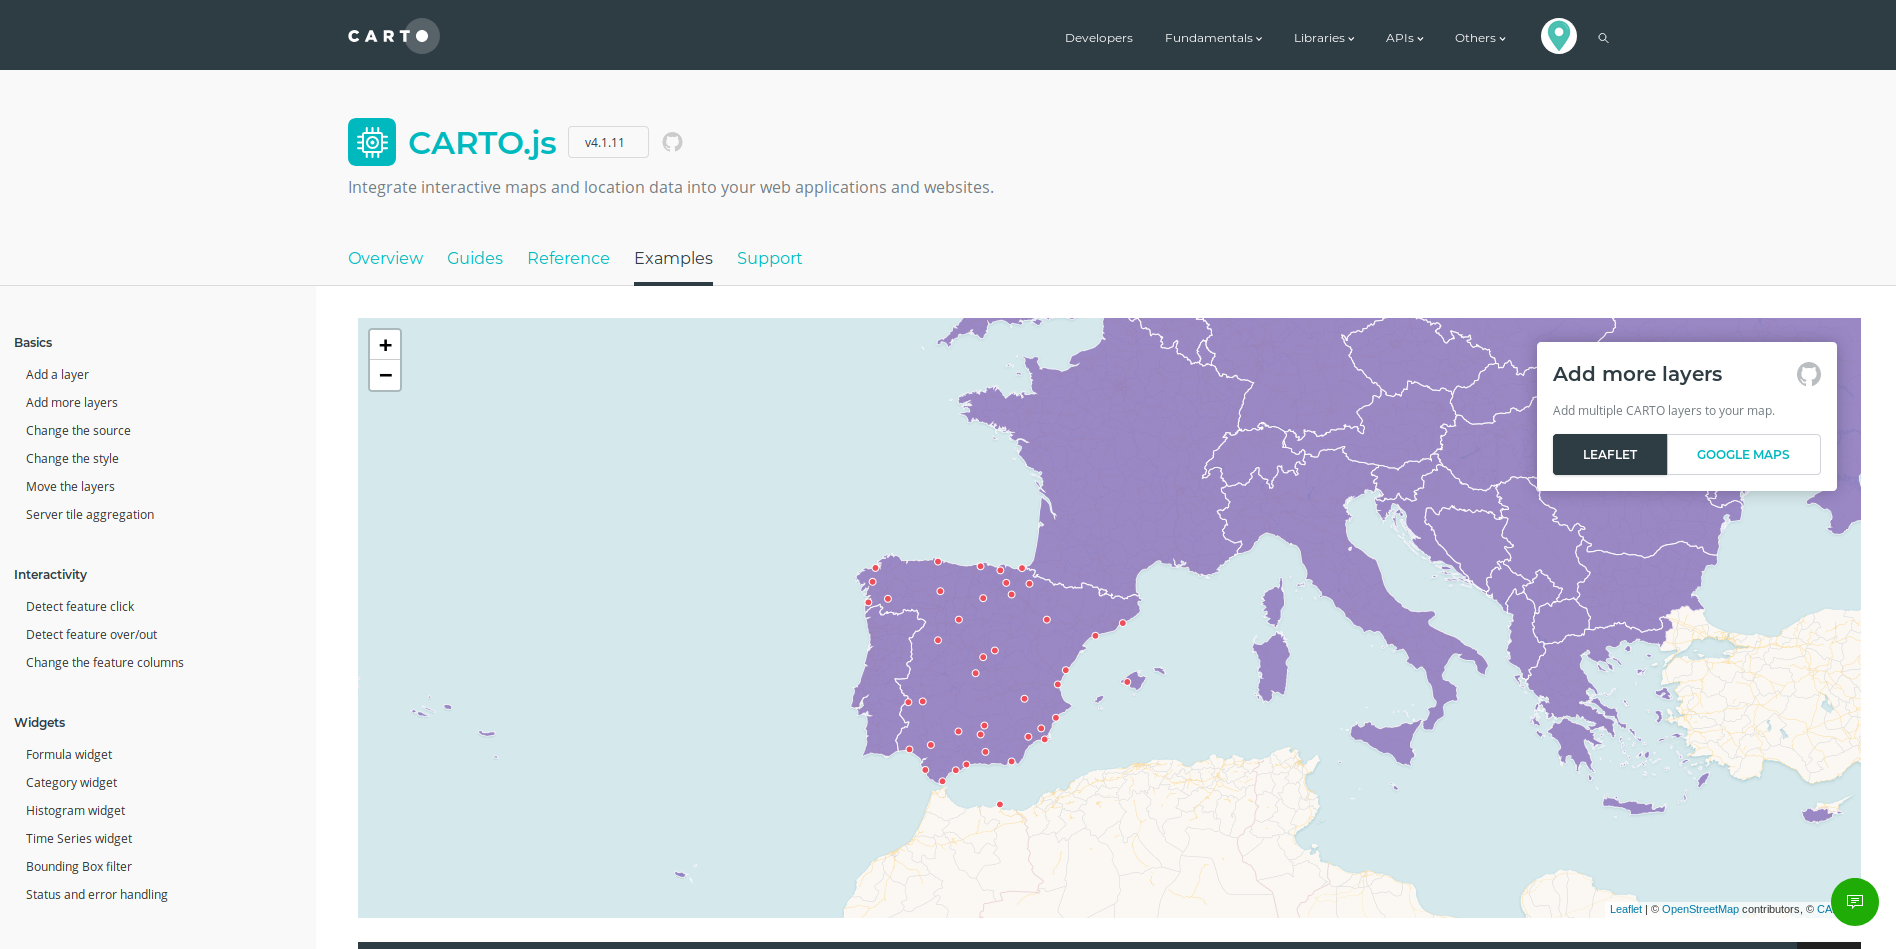 CARTO
Developers
Fundamentals
Libraries
APIs
Others
CARTO.js
v4.1.11
Integrate interactive maps and location data into your web applications and websites.
Overview
Guides
Reference
Examples
Support
Basics
Add a layer
Add more layers
Change the source
Change the style
Move the layers
Server tile aggregation
Interactivity
Detect feature click
Detect feature over/out
Change the feature columns
Widgets
Formula widget
Category widget
Histogram widget
Time Series widget
Bounding Box filter
Status and error handling
+
−
Add more layers
Add multiple CARTO layers to your map.
LEAFLET
GOOGLE MAPS
Leaflet | © OpenStreetMap contributors, © CA